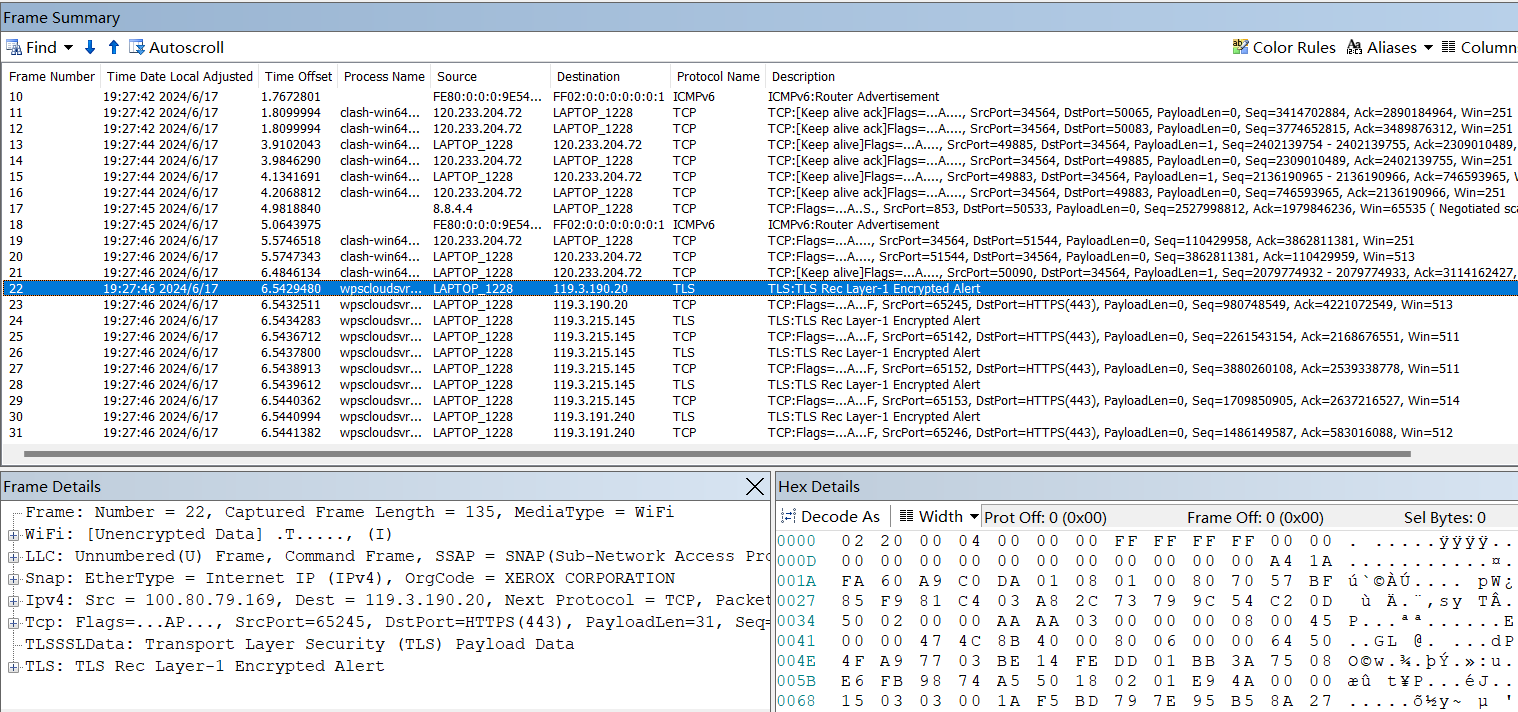 Frame Summary
Find Autoscroll Color Rules Aliases Column
Frame Number Time Date Local Adjusted Time Offset Process Name Source Destination Protocol Name Description
10 19:27:42 2024/6/17 1.7672801 FE80:0:0:0:9E54... FF02:0:0:0:0:0:0:1 ICMPv6 ICMPv6:Router Advertisement
11 19:27:42 2024/6/17 1.8099994 clash-win64... 120.233.204.72 LAPTOP_1228 TCP TCP:[Keep alive ack]Flags=...A...., SrcPort=34564, DstPort=50065, PayloadLen=0, Seq=3414702884, Ack=2890184964, Win=251
12 19:27:42 2024/6/17 1.8099994 clash-win64... 120.233.204.72 LAPTOP_1228 TCP TCP:[Keep alive ack]Flags=...A...., SrcPort=34564, DstPort=50083, PayloadLen=0, Seq=3774652815, Ack=3489876312, Win=251
13 19:27:44 2024/6/17 3.9102043 clash-win64... LAPTOP_1228 120.233.204.72 TCP TCP:[Keep alive]Flags=...A...., SrcPort=49885, DstPort=34564, PayloadLen=1, Seq=2402139754 - 2402139755, Ack=2309010489,
14 19:27:44 2024/6/17 3.9846290 clash-win64... 120.233.204.72 LAPTOP_1228 TCP TCP:[Keep alive ack]Flags=...A...., SrcPort=34564, DstPort=49885, PayloadLen=0, Seq=2309010489, Ack=2402139755, Win=251
15 19:27:44 2024/6/17 4.1341691 clash-win64... LAPTOP_1228 120.233.204.72 TCP TCP:[Keep alive]Flags=...A...., SrcPort=49883, DstPort=34564, PayloadLen=1, Seq=2136190965 - 2136190966, Ack=746593965, W
16 19:27:44 2024/6/17 4.2068812 clash-win64... 120.233.204.72 LAPTOP_1228 TCP TCP:[Keep alive ack]Flags=...A...., SrcPort=34564, DstPort=49883, PayloadLen=0, Seq=746593965, Ack=2136190966, Win=251
17 19:27:45 2024/6/17 4.9818840 8.8.4.4 LAPTOP_1228 TCP TCP:Flags=...A..S., SrcPort=853, DstPort=50533, PayloadLen=0, Seq=2527998812, Ack=1979846236, Win=65535 ( Negotiated sca
18 19:27:45 2024/6/17 5.0643975 FE80:0:0:0:9E54... FF02:0:0:0:0:0:0:1 ICMPv6 ICMPv6:Router Advertisement
19 19:27:46 2024/6/17 5.5746518 clash-win64... 120.233.204.72 LAPTOP_1228 TCP TCP:Flags=...A...., SrcPort=34564, DstPort=51544, PayloadLen=0, Seq=110429958, Ack=3862811381, Win=251
20 19:27:46 2024/6/17 5.5747343 clash-win64... LAPTOP_1228 120.233.204.72 TCP TCP:Flags=...A...., SrcPort=51544, DstPort=34564, PayloadLen=0, Seq=3862811381, Ack=110429959, Win=513
21 19:27:46 2024/6/17 6.4846134 clash-win64... LAPTOP_1228 120.233.204.72 TCP TCP:[Keep alive]Flags=...A...., SrcPort=50090, DstPort=34564, PayloadLen=1, Seq=2079774932 - 2079774933, Ack=3114162427,
22 19:27:46 2024/6/17 6.5429480 wpscloudsvr... LAPTOP_1228 119.3.190.20 TLS TLS:TLS Rec Layer-1 Encrypted Alert
23 19:27:46 2024/6/17 6.5432511 wpscloudsvr... LAPTOP_1228 119.3.190.20 TCP TCP:Flags=...A...F, SrcPort=65245, DstPort=HTTPS(443), PayloadLen=0, Seq=980748549, Ack=4221072549, Win=513
24 19:27:46 2024/6/17 6.5434283 wpscloudsvr... LAPTOP_1228 119.3.215.145 TLS TLS:TLS Rec Layer-1 Encrypted Alert
25 19:27:46 2024/6/17 6.5436712 wpscloudsvr... LAPTOP_1228 119.3.215.145 TCP TCP:Flags=...A...F, SrcPort=65142, DstPort=HTTPS(443), PayloadLen=0, Seq=2261543154, Ack=2168676551, Win=511
26 19:27:46 2024/6/17 6.5437800 wpscloudsvr... LAPTOP_1228 119.3.215.145 TLS TLS:TLS Rec Layer-1 Encrypted Alert
27 19:27:46 2024/6/17 6.5438913 wpscloudsvr... LAPTOP_1228 119.3.215.145 TCP TCP:Flags=...A...F, SrcPort=65152, DstPort=HTTPS(443), PayloadLen=0, Seq=3880260108, Ack=2539338778, Win=511
28 19:27:46 2024/6/17 6.5439612 wpscloudsvr... LAPTOP_1228 119.3.215.145 TLS TLS:TLS Rec Layer-1 Encrypted Alert
29 19:27:46 2024/6/17 6.5440362 wpscloudsvr... LAPTOP_1228 119.3.215.145 TCP TCP:Flags=...A...F, SrcPort=65153, DstPort=HTTPS(443), PayloadLen=0, Seq=1709850905, Ack=2637216527, Win=514
30 19:27:46 2024/6/17 6.5440994 wpscloudsvr... LAPTOP_1228 119.3.191.240 TLS TLS:TLS Rec Layer-1 Encrypted Alert
31 19:27:46 2024/6/17 6.5441382 wpscloudsvr... LAPTOP_1228 119.3.191.240 TCP TCP:Flags=...A...F, SrcPort=65246, DstPort=HTTPS(443), PayloadLen=0, Seq=1486149587, Ack=583016088, Win=512
Frame Details
Frame: Number = 22, Captured Frame Length = 135, MediaType = WiFi
WiFi: [Unencrypted Data] .T....., (I)
LLC: Unnumbered(U) Frame, Command Frame, SSAP = SNAP(Sub-Network Access Pro
Snap: EtherType = Internet IP (IPv4), OrgCode = XEROX CORPORATION
Ipv4: Src = 100.80.79.169, Dest = 119.3.190.20, Next Protocol = TCP, Packet
Tcp: Flags=...AP..., SrcPort=65245, DstPort=HTTPS(443), PayloadLen=31, Seq=
TLSSSLData: Transport Layer Security (TLS) Payload Data
TLS: TLS Rec Layer-1 Encrypted Alert
Hex Details
Decode As Width Prot Off: 0 (0x00) Frame Off: 0 (0x00) Sel Bytes: 0
0000 02 20 00 04 00 00 00 FF FF FF FF 00 00 . .....ÿÿÿÿ..
000D 00 00 00 00 00 00 00 00 00 00 00 A4 1A ...........¤.
001A FA 60 A9 C0 DA 01 08 01 00 80 70 57 BF ú`©ÀÚ.... pW¿
0027 85 F9 81 C4 03 A8 2C 73 79 9C 54 C2 0D ù Ä.¨,sy TÂ.
0034 50 02 00 00 AA AA 03 00 00 00 08 00 45 P...ªª......E
0041 00 00 47 4C 8B 40 00 80 06 00 00 64 50 ..GL @. ....dP
004E 4F A9 77 03 BE 14 FE DD 01 BB 3A 75 08 O©w.¾.þÝ.»:u.
005B E6 FB 98 74 A5 50 18 02 01 E9 4A 00 00 æû t¥P...éJ..
0068 15 03 03 00 1A F5 BD 79 7E 95 B5 8A 27 .....õ½y~ µ '